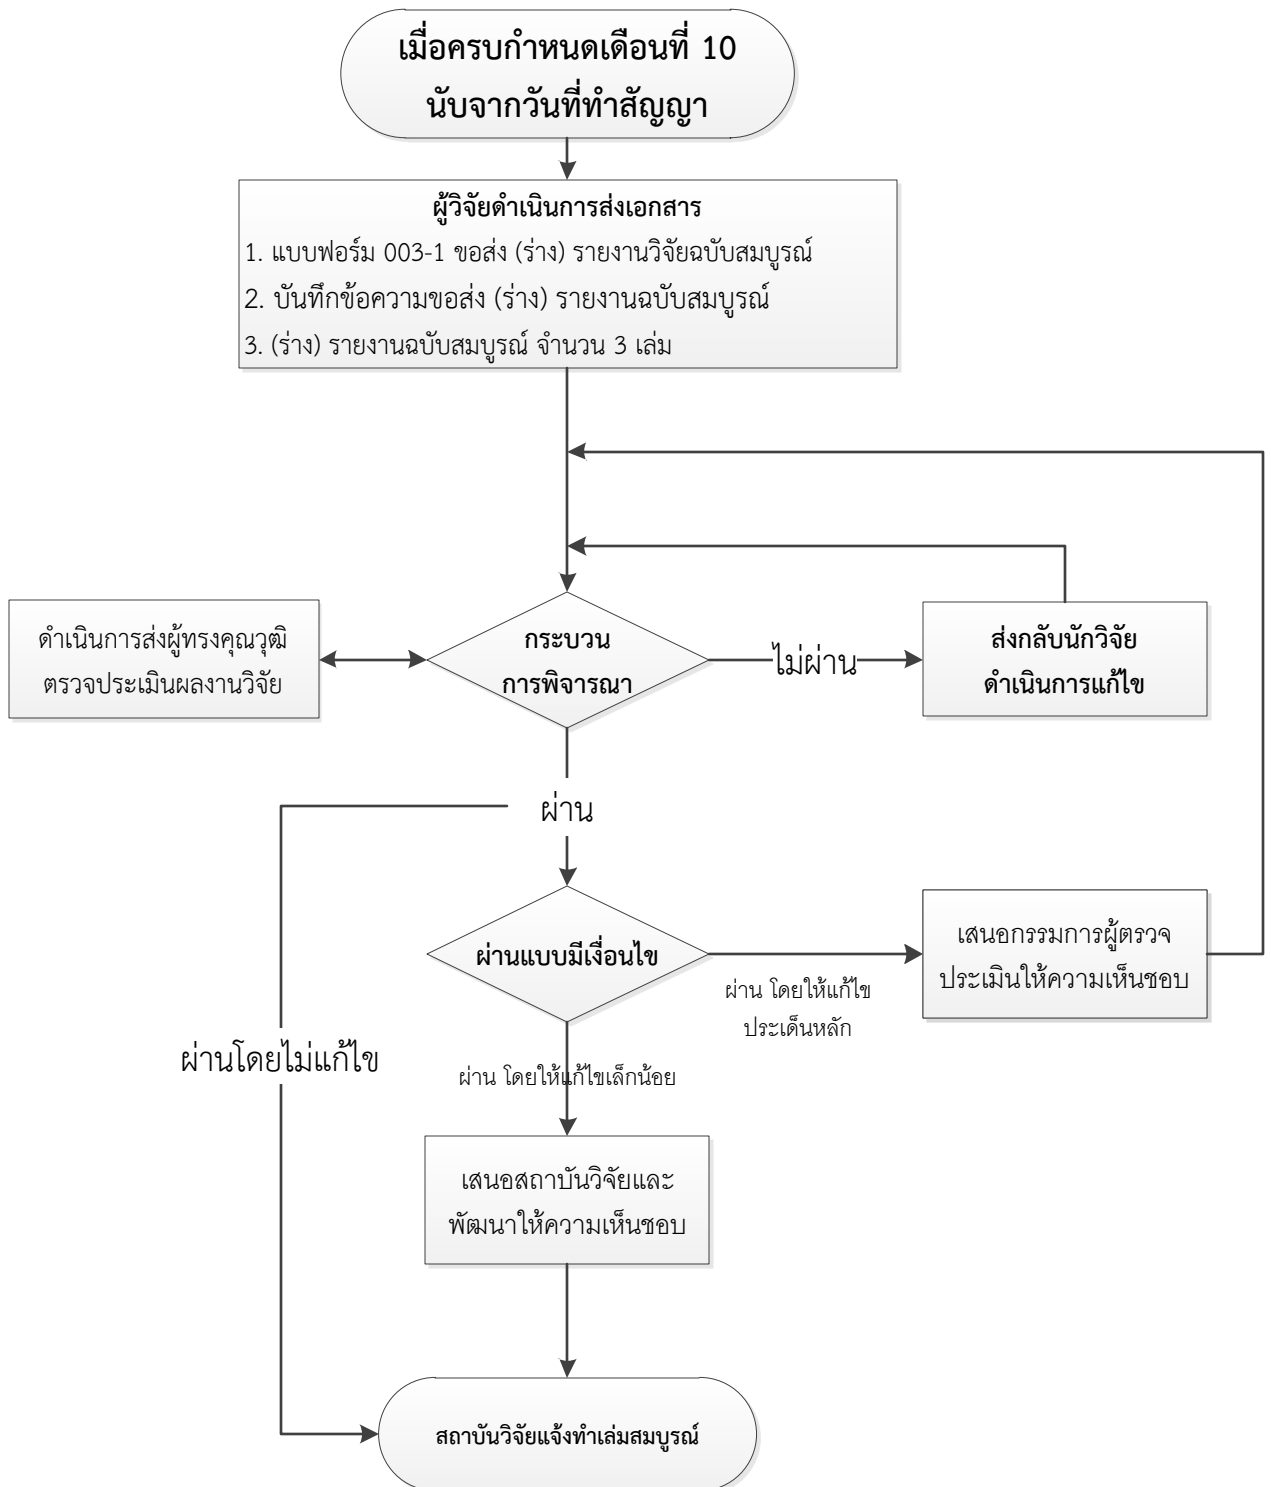 เมื่อครบกำหนดเดือนที่ 10
นับจากวันที่ทำสัญญา
ผู้วิจัยดำเนินการส่งเอกสาร
1. แบบฟอร์ม 003-1 ขอส่ง (ร่าง) รายงานวิจัยฉบับสมบูรณ์
2. บันทึกข้อความขอส่ง (ร่าง) รายงานฉบับสมบูรณ์
3. (ร่าง) รายงานฉบับสมบูรณ์ จำนวน 3 เล่ม
ดำเนินการส่งผู้ทรงคุณวุฒิ
ตรวจประเมินผลงานวิจัย
กระบวน
การพิจารณา
ไม่ผ่าน
ส่งกลับนักวิจัย
ดำเนินการแก้ไข
ผ่าน
ผ่านแบบมีเงื่อนไข
ผ่าน โดยให้แก้ไข
ประเด็นหลัก
เสนอกรรมการผู้ตรวจ
ประเมินให้ความเห็นชอบ
ผ่านโดยไม่แก้ไข
ผ่าน โดยให้แก้ไขเล็กน้อย
เสนอสถาบันวิจัยและ
พัฒนาให้ความเห็นชอบ
สถาบันวิจัยแจ้งทำเล่มสมบูรณ์